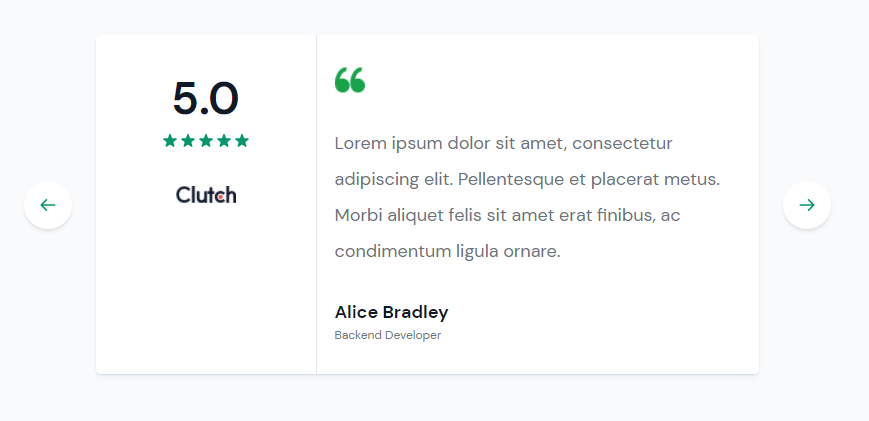 5.0
Clutch
Lorem ipsum dolor sit amet, consectetur
adipiscing elit. Pellentesque et placerat metus.
Morbi aliquet felis sit amet erat finibus, ac
condimentum ligula ornare.
Alice Bradley
Backend Developer